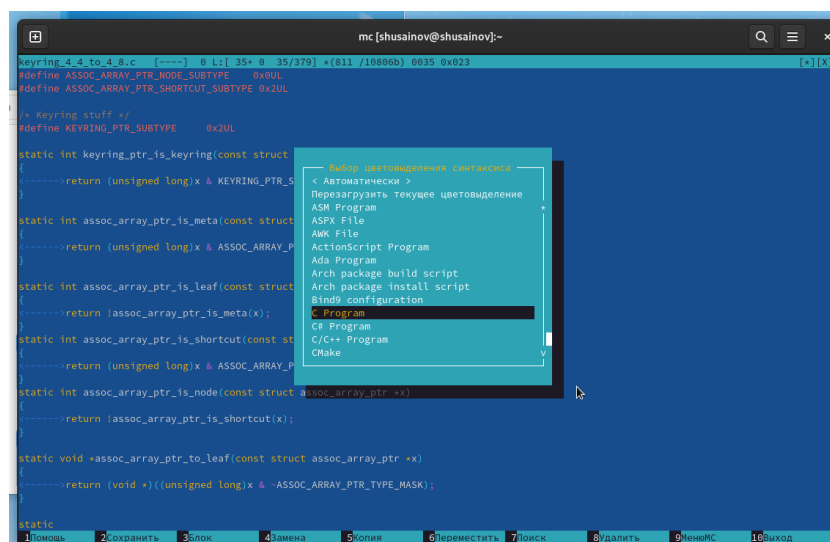 mc [shusainov@shusainov]:~
keyring_4_4_to_4_8.c [----] 0 L:[ 35+ 0 35/379] *(811 /10806b) 0035 0x023 [*][X]
#define ASSOC_ARRAY_PTR_NODE_SUBTYPE 0x0UL
#define ASSOC_ARRAY_PTR_SHORTCUT_SUBTYPE 0x2UL
/* Keyring stuff */
#define KEYRING_PTR_SUBTYPE 0x2UL
static int keyring_ptr_is_keyring(const struct
{
<------>return (unsigned long)x & KEYRING_PTR_S
}
static int assoc_array_ptr_is_meta(const struct
{
<------>return (unsigned long)x & ASSOC_ARRAY_P
}
static int assoc_array_ptr_is_leaf(const struct
{
<------>return !assoc_array_ptr_is_meta(x);
}
static int assoc_array_ptr_is_shortcut(const st
{
<------>return (unsigned long)x & ASSOC_ARRAY_P
}
static int assoc_array_ptr_is_node(const struct assoc_array_ptr *x)
{
<------>return !assoc_array_ptr_is_shortcut(x);
}
static void *assoc_array_ptr_to_leaf(const struct assoc_array_ptr *x)
{
<------>return (void *)((unsigned long)x & ~ASSOC_ARRAY_PTR_TYPE_MASK);
}
static
Выбор цветовыделения синтаксиса
< Автоматически >
Перезагрузить текущее цветовыделение
ASM Program
ASPX File
AWK File
ActionScript Program
Ada Program
Arch package build script
Arch package install script
Bind9 configuration
C Program
C# Program
C/C++ Program
CMake
1Помощь 2Сохранить 3Блок 4Замена 5Копия 6Переместить 7Поиск 8Удалить 9МенюMC 10Выход